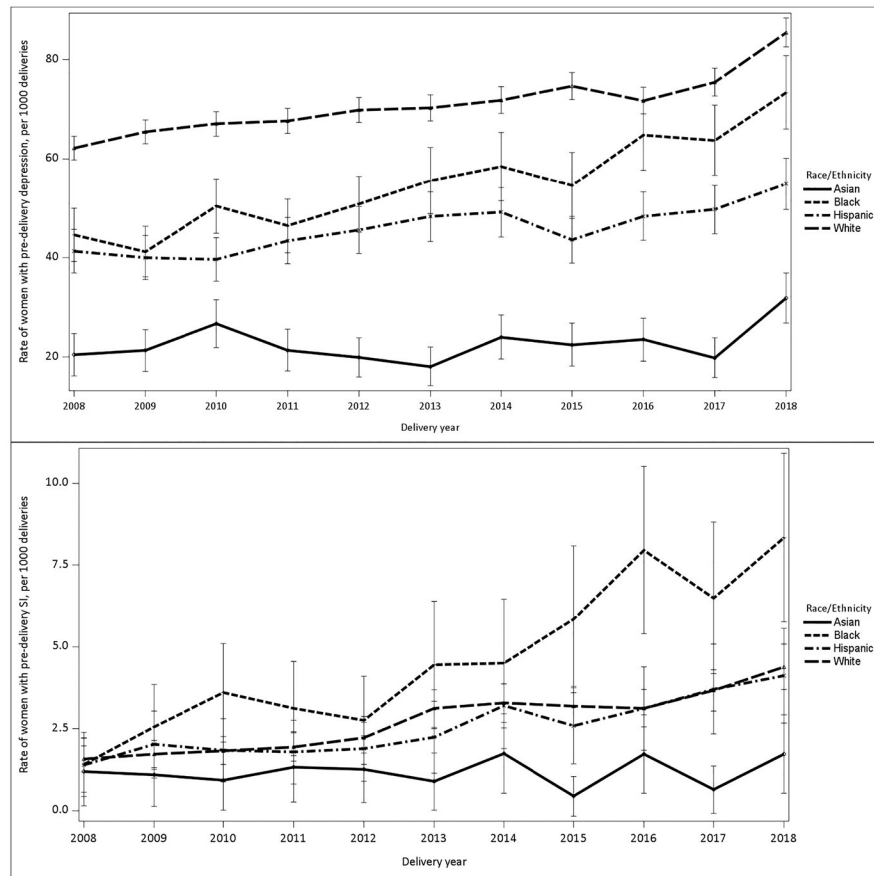 Rate of women with pre-delivery depression, per 1000 deliveries
80
60
40
20
2008 2009 2010 2011 2012 2013 2014 2015 2016 2017 2018
Delivery year
Race/Ethnicity
Asian
Black
Hispanic
White
Rate of women with pre-delivery SI, per 1000 deliveries
10.0
7.5
5.0
2.5
0.0
2008 2009 2010 2011 2012 2013 2014 2015 2016 2017 2018
Delivery year
Race/Ethnicity
Asian
Black
Hispanic
White